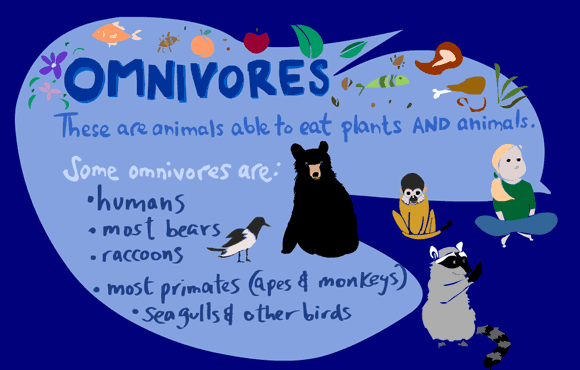 OMNIVORES
These are animals able to eat plants AND animals.
Some omnivores are:
• humans
• most bears
• raccoons
• most primates (apes & monkeys)
• seagulls & other birds